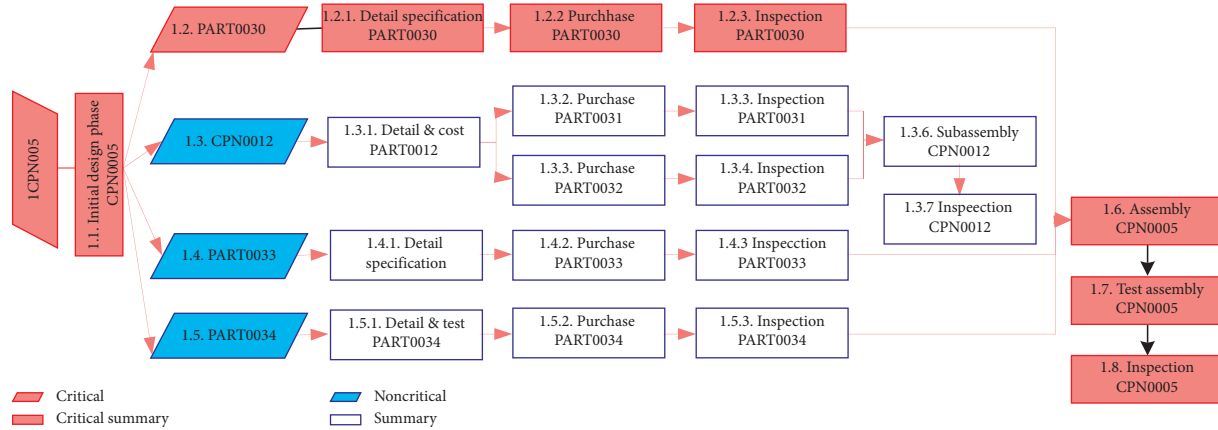 1CPN005
1.1. Initial design phase
CPN0005
1.2. PART0030
1.2.1. Detail specification
PART0030
1.2.2 Purchhase
PART0030
1.2.3. Inspection
PART0030
1.3. CPN0012
1.3.1. Detail & cost
PART0012
1.3.2. Purchase
PART0031
1.3.3. Inspection
PART0031
1.3.3. Purchase
PART0032
1.3.4. Inspection
PART0032
1.3.6. Subassembly
CPN0012
1.3.7 Inspeection
CPN0012
1.4. PART0033
1.4.1. Detail
specification
1.4.2. Purchase
PART0033
1.4.3 Inspecction
PART0033
1.5. PART0034
1.5.1. Detail & test
PART0034
1.5.2. Purchase
PART0034
1.5.3. Inspection
PART0034
1.6. Assembly
CPN0005
1.7. Test assembly
CPN0005
1.8. Inspection
CPN0005
Critical
Critical summary
Noncritical
Summary